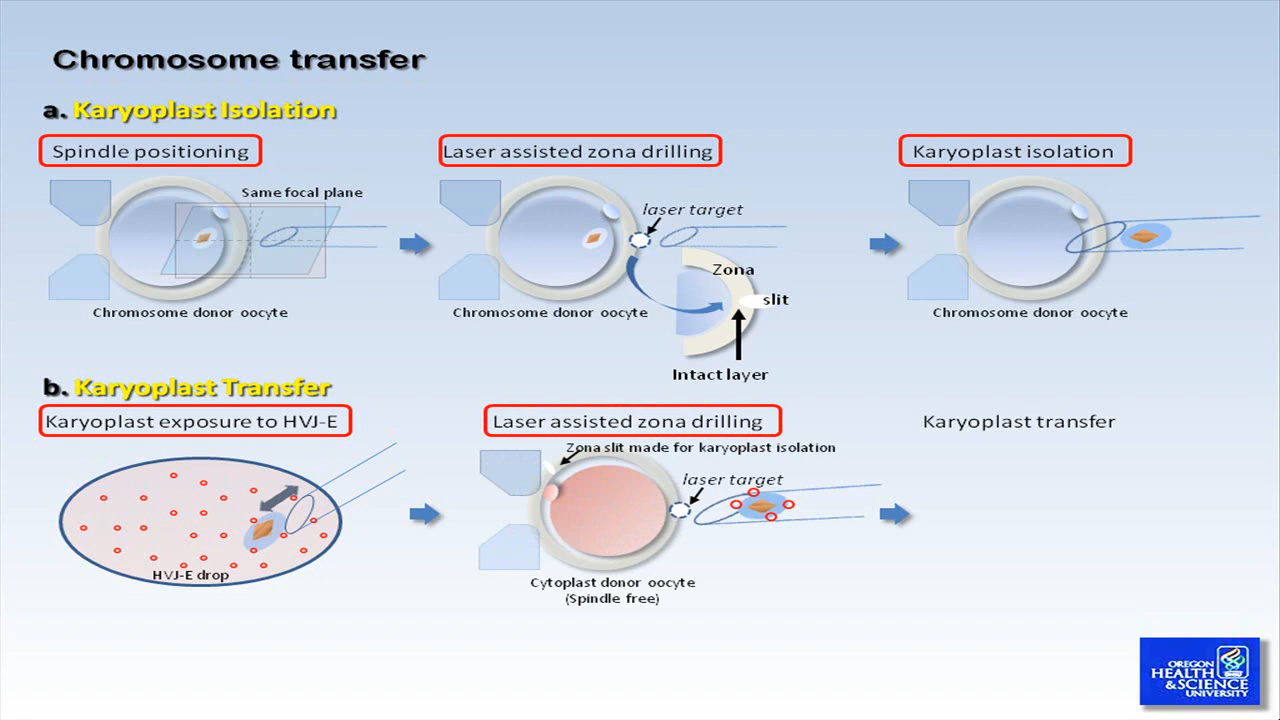 Chromosome transfer
a. Karyoplast Isolation
Spindle positioning
Laser assisted zona drilling
Karyoplast isolation
Same focal plane
laser target
Zona
slit
Chromosome donor oocyte
Chromosome donor oocyte
Chromosome donor oocyte
Intact layer
b. Karyoplast Transfer
Karyoplast exposure to HVJ-E
Laser assisted zona drilling
Karyoplast transfer
Zona slit made for karyoplast isolation
laser target
HVJ-E drop
Cytoplast donor oocyte
(Spindle free)
OREGON
HEALTH
&SCIENCE
UNIVERSITY